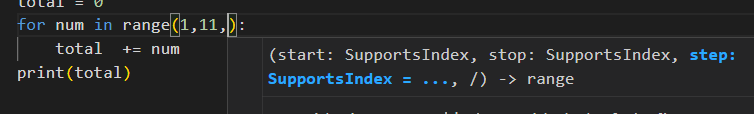 total = 0
for num in range(1,11,):
    total  += num
print(total)
(start: SupportsIndex, stop: SupportsIndex, step:
SupportsIndex = ..., /) -> range